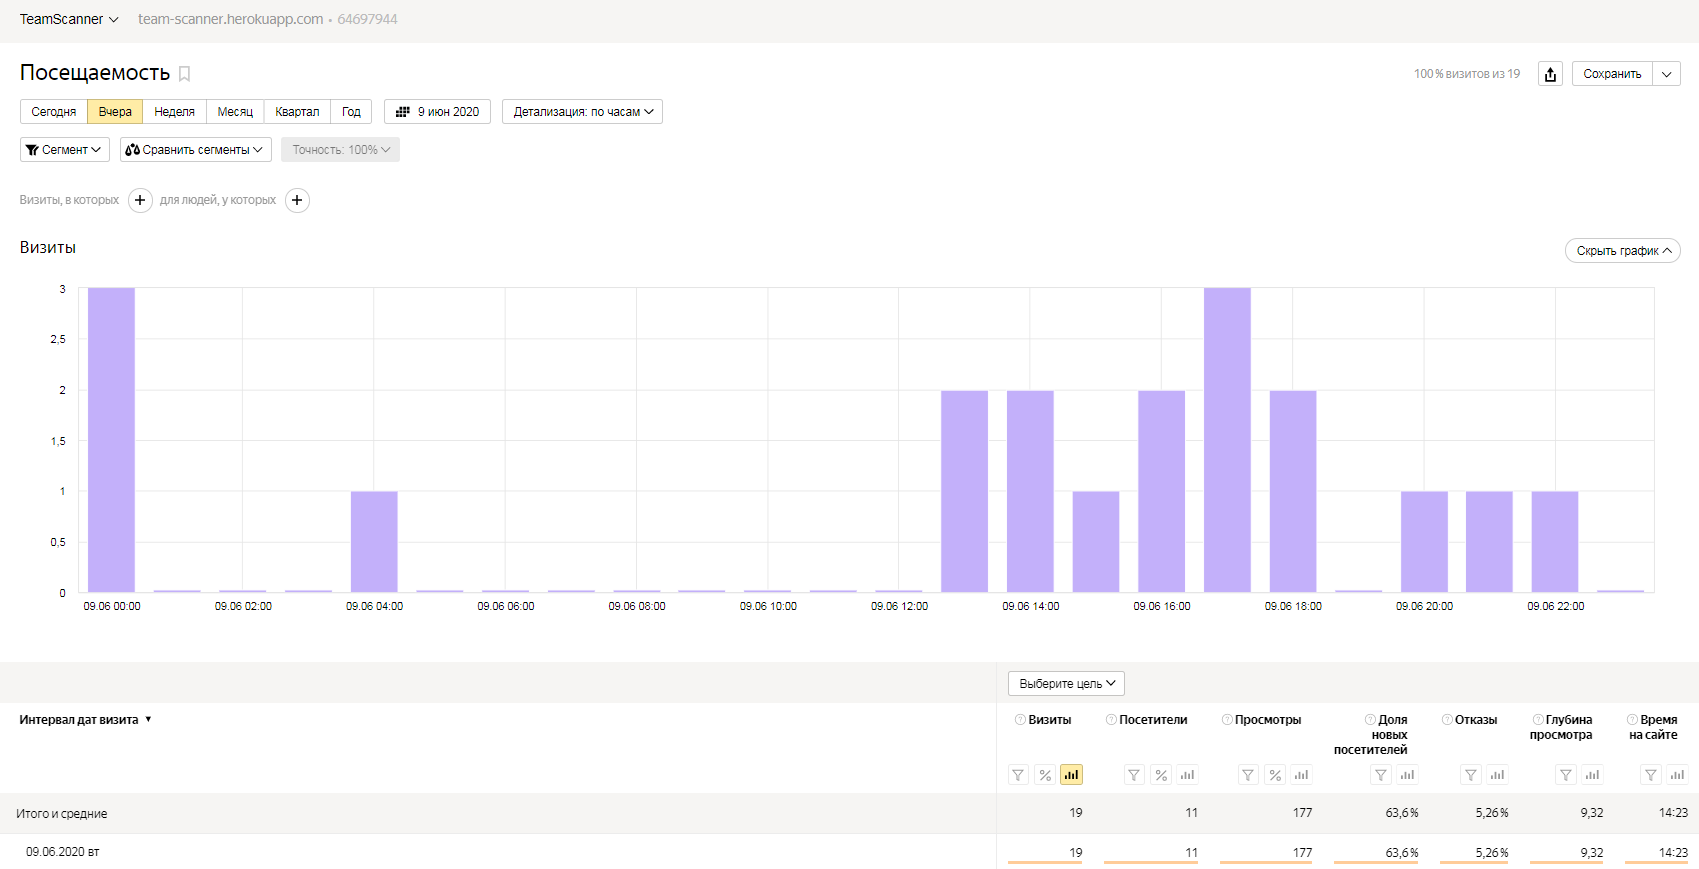 TeamScanner team-scanner.herokuapp.com • 64697944
Посещаемость
100 % визитов из 19
Сохранить
Сегодня Вчера Неделя Месяц Квартал Год 9 июн 2020 Детализация: по часам
Сегмент Сравнить сегменты Точность: 100%
Визиты, в которых + для людей, у которых +
Визиты
Скрыть график
3
2,5
2
1,5
1
0,5
0
09.06 00:00 09.06 02:00 09.06 04:00 09.06 06:00 09.06 08:00 09.06 10:00 09.06 12:00 09.06 14:00 09.06 16:00 09.06 18:00 09.06 20:00 09.06 22:00
Выберите цель
Интервал дат визита ▼
? Визиты
? Посетители
? Просмотры
? Доля
новых
посетителей
? Отказы
? Глубина
просмотра
? Время
на сайте
% % %
Итого и средние 19 11 177 63,6 % 5,26 % 9,32 14:23
09.06.2020 вт 19 11 177 63,6 % 5,26 % 9,32 14:23